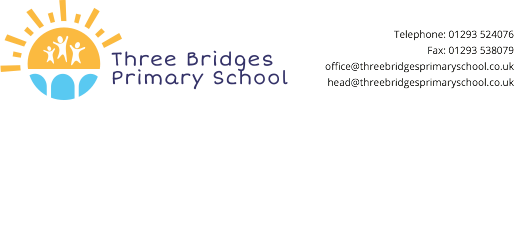 Three Bridges
Primary School
Telephone: 01293 524076
Fax: 01293 538079
office@threebridgesprimaryschool.co.uk
head@threebridgesprimaryschool.co.uk